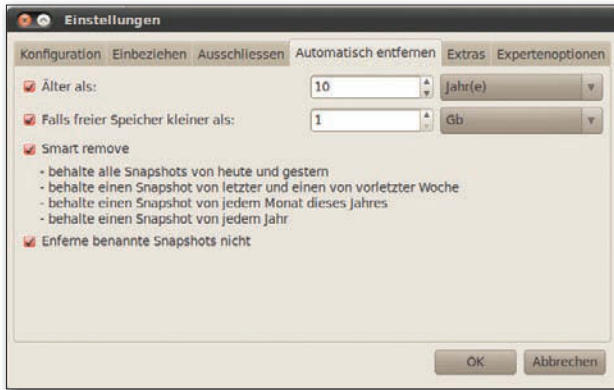 Einstellungen
Konfiguration Einbeziehen Ausschliessen Automatisch entfernen Extras Expertenoptionen
Älter als: 10 Jahr(e)
Falls freier Speicher kleiner als: 1 Gb
Smart remove
- behalte alle Snapshots von heute und gestern
- behalte einen Snapshot von letzter und einen von vorletzter Woche
- behalte einen Snapshot von jedem Monat dieses Jahres
- behalte einen Snapshot von jedem Jahr
Enferne benannte Snapshots nicht
OK Abbrechen